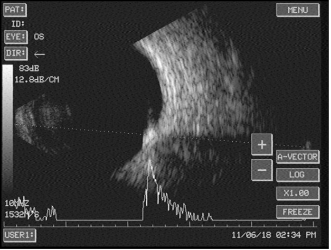 PAT:
MENU
ID:
EYE: OS
DIR: ←
83dB
12.8dB/CM
+
−
A-VECTOR
LOG
X1.00
10MHZ
1532M/S
FREEZE
USER1:
11/06/18 02:34 PM